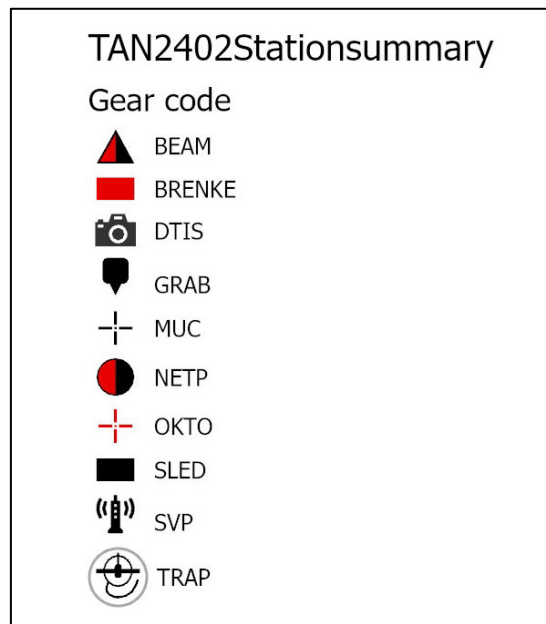 TAN2402Stationsummary
Gear code
BEAM
BRENKE
DTIS
GRAB
MUC
NETP
OKTO
SLED
SVP
TRAP